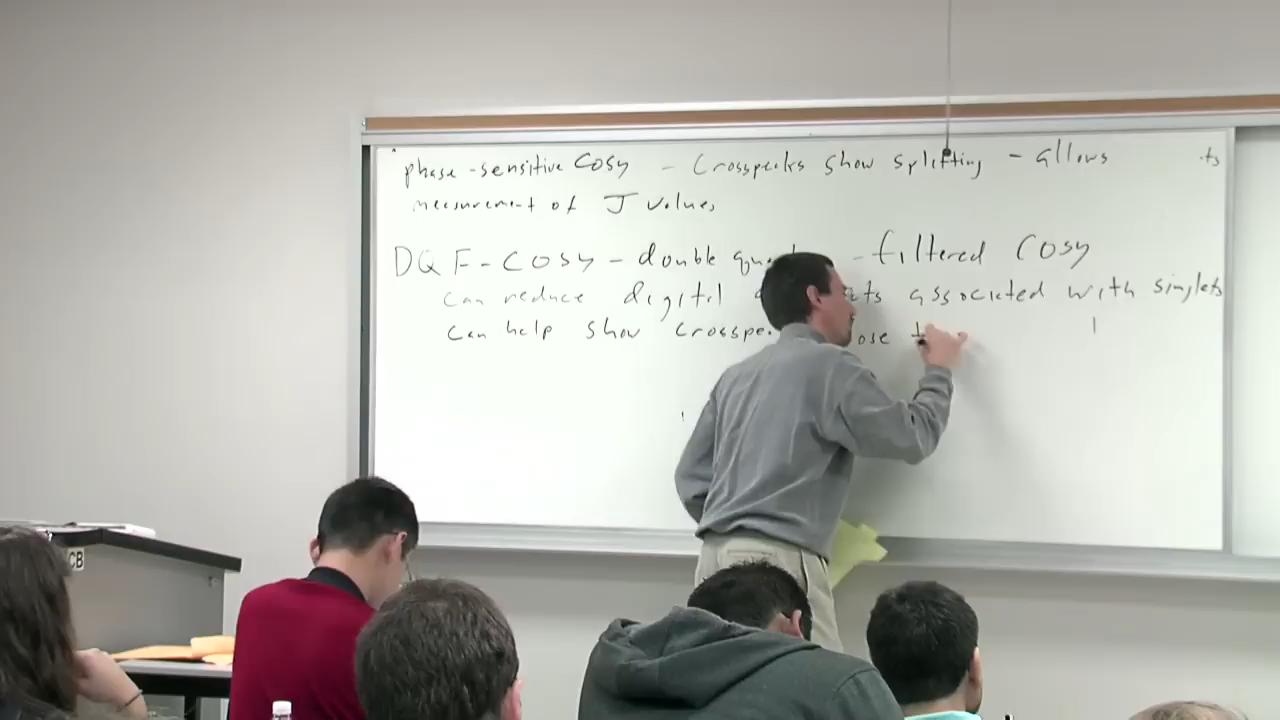 phase-sensitive COSY - Crosspeaks show splitting - allows
measurement of J values
DQF-COSY - double - filtered COSY
can reduce digital associated with singlets
can help show
CB